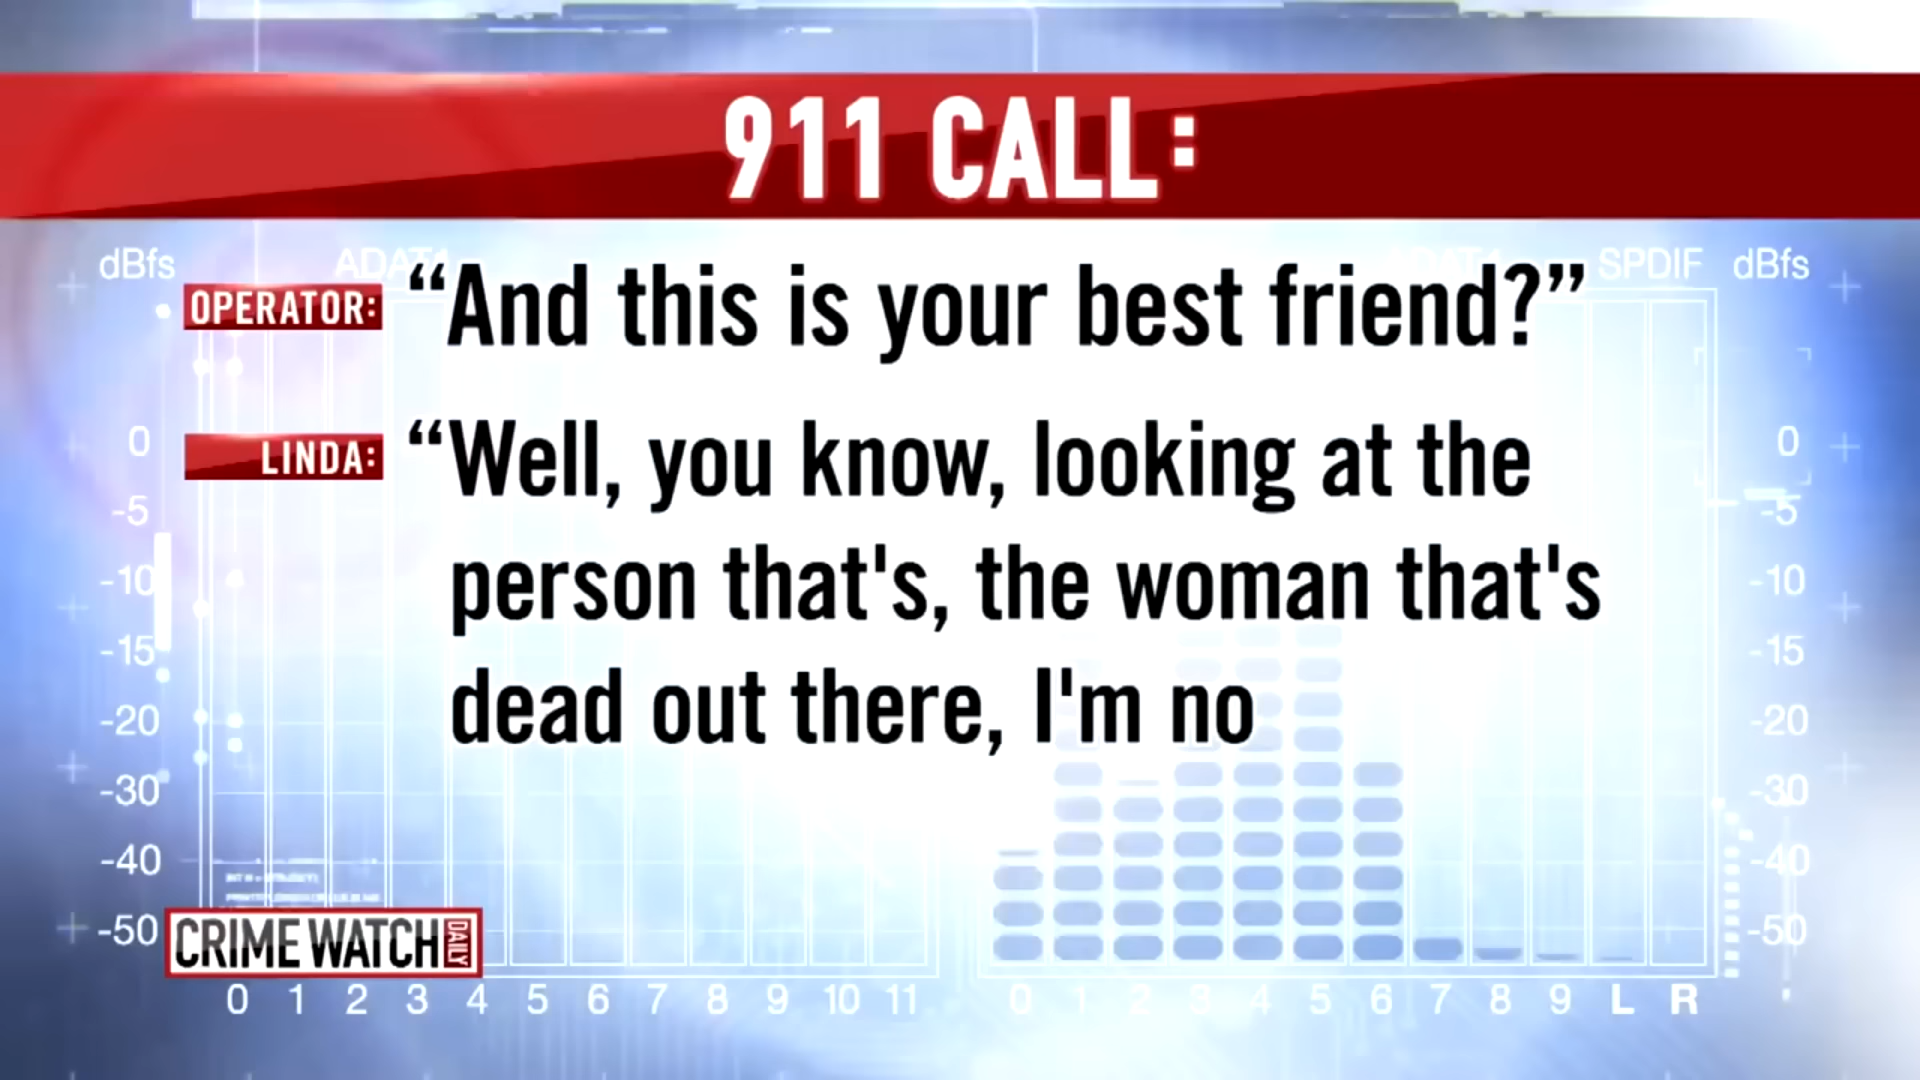 911 CALL:
dBfs
SPDIF dBfs
OPERATOR: “And this is your best friend?”
LINDA: “Well, you know, looking at the
person that's, the woman that's
dead out there, I'm no
0
-5
-10
-15
-20
-30
-40
-50
0
-5
-10
-15
-20
-30
-40
-50
CRIME WATCH DAILY
0 1 2 3 4 5 6 7 8 9 10 11
0 1 2 3 4 5 6 7 8 9 L R